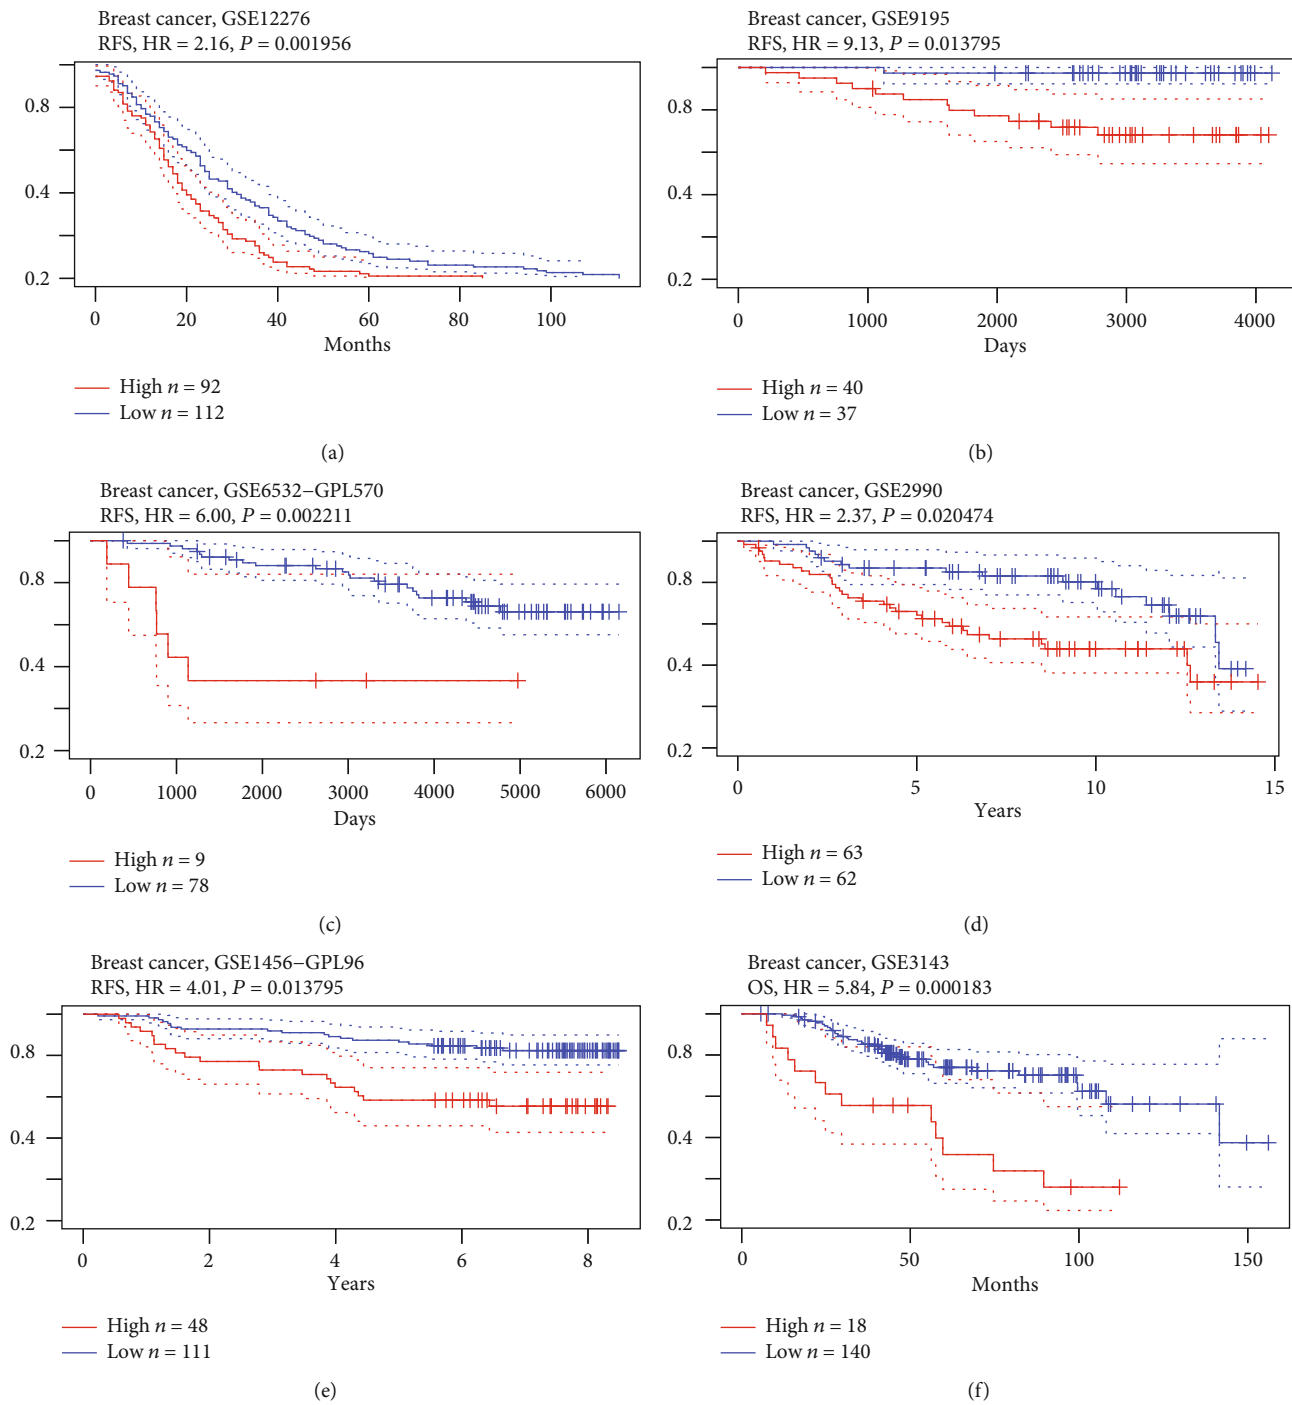 Breast cancer, GSE12276
RFS, HR = 2.16, P = 0.001956
0.8
0.4
0.2
0 20 40 60 80 100
Months
High n = 92
Low n = 112
(a)
Breast cancer, GSE9195
RFS, HR = 9.13, P = 0.013795
0.8
0.4
0.2
0 1000 2000 3000 4000
Days
High n = 40
Low n = 37
(b)
Breast cancer, GSE6532−GPL570
RFS, HR = 6.00, P = 0.002211
0.8
0.4
0.2
0 1000 2000 3000 4000 5000 6000
Days
High n = 9
Low n = 78
(c)
Breast cancer, GSE2990
RFS, HR = 2.37, P = 0.020474
0.8
0.4
0.2
0 5 10 15
Years
High n = 63
Low n = 62
(d)
Breast cancer, GSE1456−GPL96
RFS, HR = 4.01, P = 0.013795
0.8
0.4
0.2
0 2 4 6 8
Years
High n = 48
Low n = 111
(e)
Breast cancer, GSE3143
OS, HR = 5.84, P = 0.000183
0.8
0.4
0.2
0 50 100 150
Months
High n = 18
Low n = 140
(f)